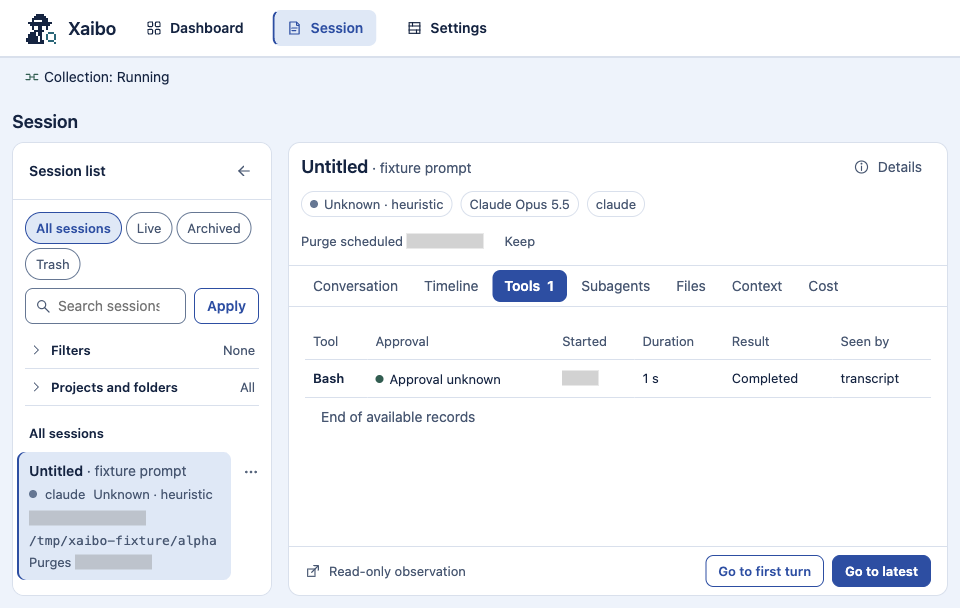 Xaibo
Dashboard
Session
Settings
Collection: Running
Session
Session list
All sessions
Live
Archived
Trash
Search sessions
Apply
Filters
None
Projects and folders
All
All sessions
Untitled · fixture prompt
claude Unknown · heuristic
/tmp/xaibo-fixture/alpha
Purges
Untitled · fixture prompt
Details
Unknown · heuristic
Claude Opus 5.5
claude
Purge scheduled
Keep
Conversation
Timeline
Tools 1
Subagents
Files
Context
Cost
Tool Approval Started Duration Result Seen by
Bash Approval unknown 1 s Completed transcript
End of available records
Read-only observation
Go to first turn
Go to latest